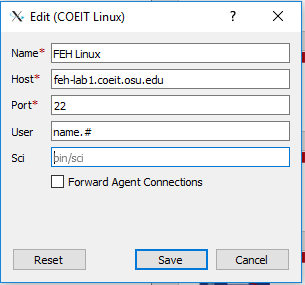 Edit (COEIT Linux)
Name* FEH Linux
Host* feh-lab1.coeit.osu.edu
Port* 22
User name.#
Sci bin/sci
Forward Agent Connections
Reset Save Cancel